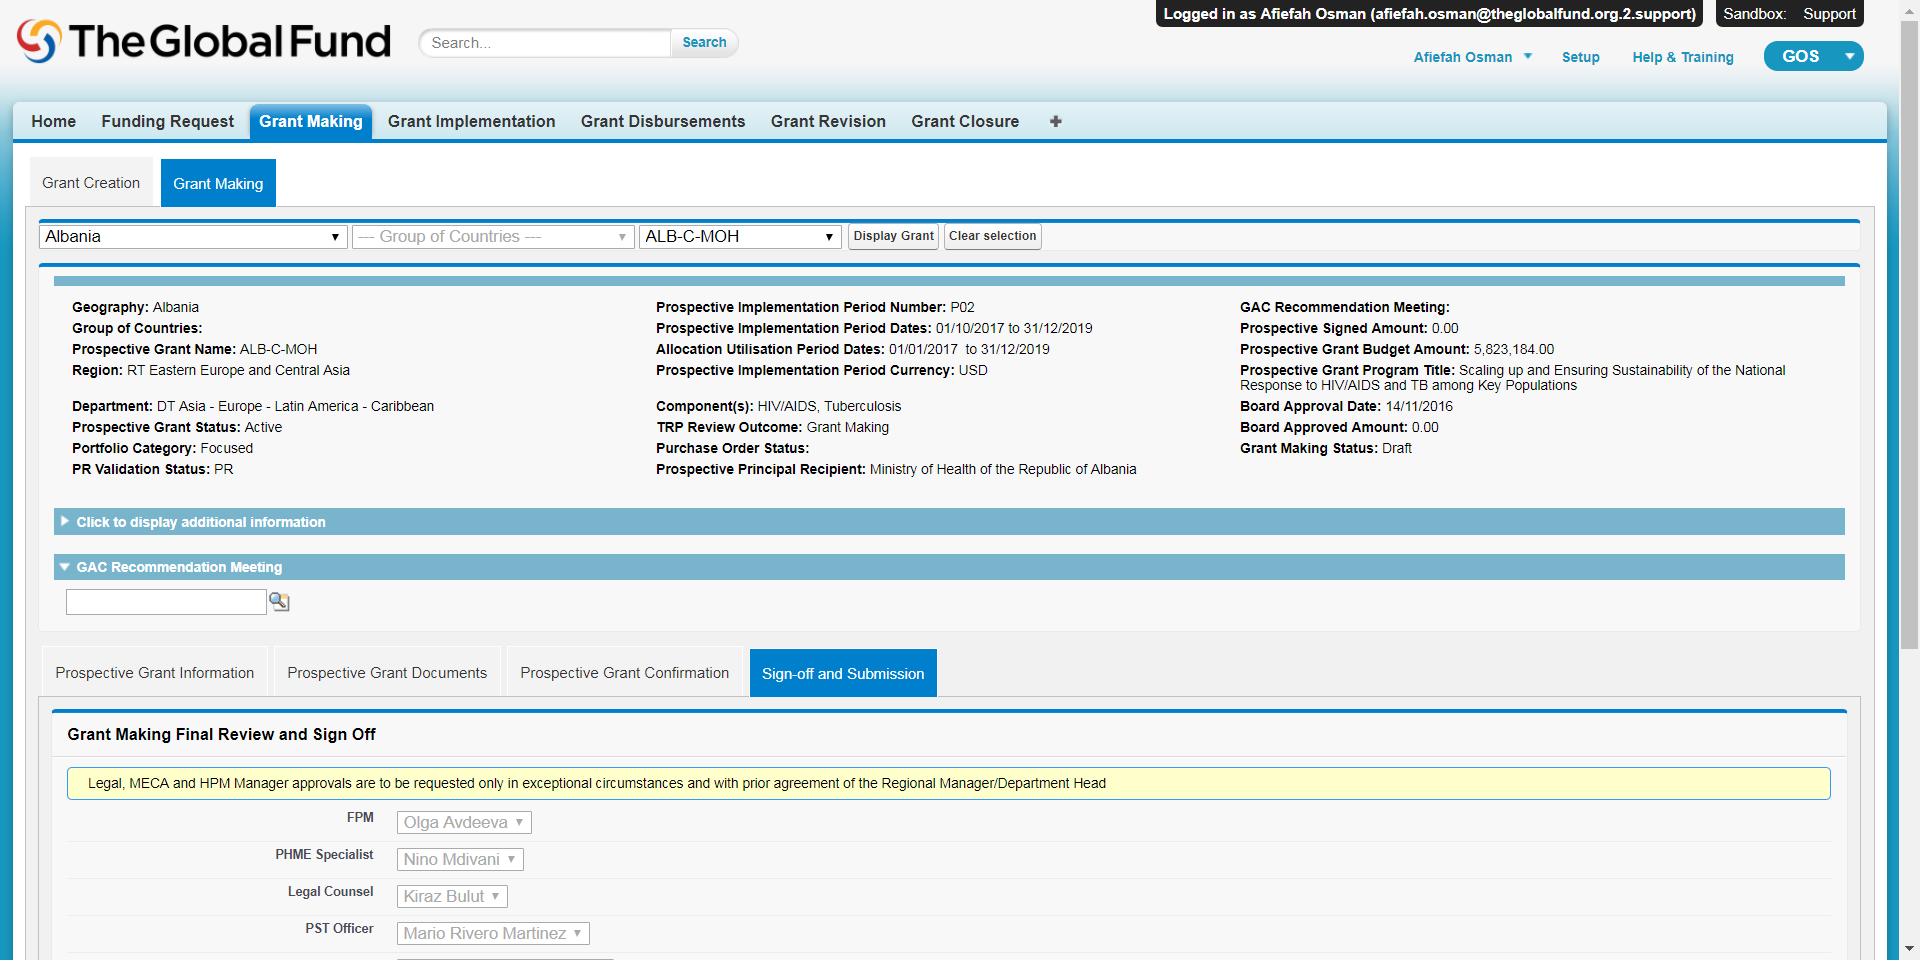 Logged in as Afiefah Osman (afiefah.osman@theglobalfund.org.2.support)
Sandbox: Support
The Global Fund
Search...
Search
Afiefah Osman
Setup
Help & Training
GOS
Home
Funding Request
Grant Making
Grant Implementation
Grant Disbursements
Grant Revision
Grant Closure
+
Grant Creation
Grant Making
Albania
--- Group of Countries ---
ALB-C-MOH
Display Grant
Clear selection
Geography: Albania
Group of Countries:
Prospective Grant Name: ALB-C-MOH
Region: RT Eastern Europe and Central Asia
Department: DT Asia - Europe - Latin America - Caribbean
Prospective Grant Status: Active
Portfolio Category: Focused
PR Validation Status: PR
Prospective Implementation Period Number: P02
Prospective Implementation Period Dates: 01/10/2017 to 31/12/2019
Allocation Utilisation Period Dates: 01/01/2017 to 31/12/2019
Prospective Implementation Period Currency: USD
Component(s): HIV/AIDS, Tuberculosis
TRP Review Outcome: Grant Making
Purchase Order Status:
Prospective Principal Recipient: Ministry of Health of the Republic of Albania
GAC Recommendation Meeting:
Prospective Signed Amount: 0.00
Prospective Grant Budget Amount: 5,823,184.00
Prospective Grant Program Title: Scaling up and Ensuring Sustainability of the National
Response to HIV/AIDS and TB among Key Populations
Board Approval Date: 14/11/2016
Board Approved Amount: 0.00
Grant Making Status: Draft
Click to display additional information
GAC Recommendation Meeting
Prospective Grant Information
Prospective Grant Documents
Prospective Grant Confirmation
Sign-off and Submission
Grant Making Final Review and Sign Off
Legal, MECA and HPM Manager approvals are to be requested only in exceptional circumstances and with prior agreement of the Regional Manager/Department Head
FPM
Olga Avdeeva
PHME Specialist
Nino Mdivani
Legal Counsel
Kiraz Bulut
PST Officer
Mario Rivero Martinez